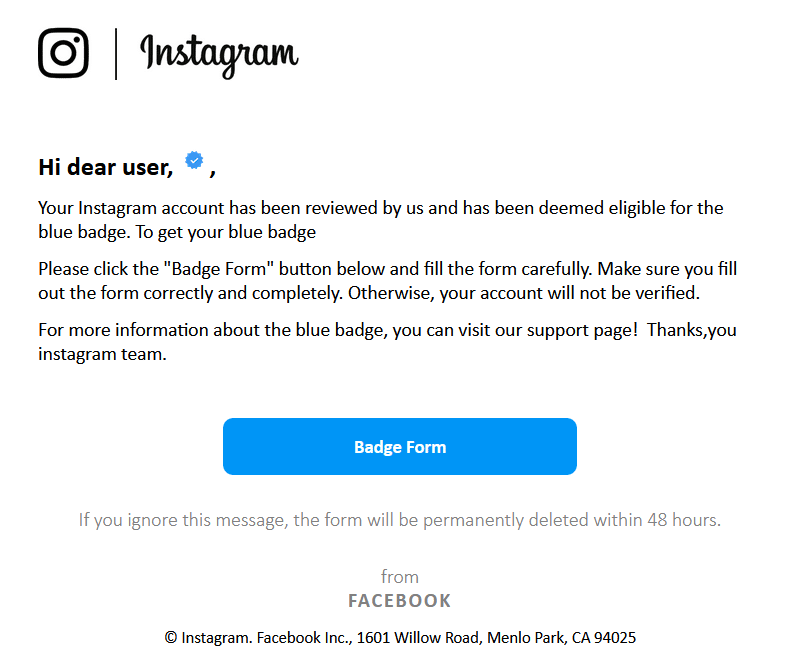 Instagram
Hi dear user, ,
Your Instagram account has been reviewed by us and has been deemed eligible for the
blue badge. To get your blue badge
Please click the "Badge Form" button below and fill the form carefully. Make sure you fill
out the form correctly and completely. Otherwise, your account will not be verified.
For more information about the blue badge, you can visit our support page!  Thanks,you
instagram team.
Badge Form
If you ignore this message, the form will be permanently deleted within 48 hours.
from
FACEBOOK
© Instagram. Facebook Inc., 1601 Willow Road, Menlo Park, CA 94025